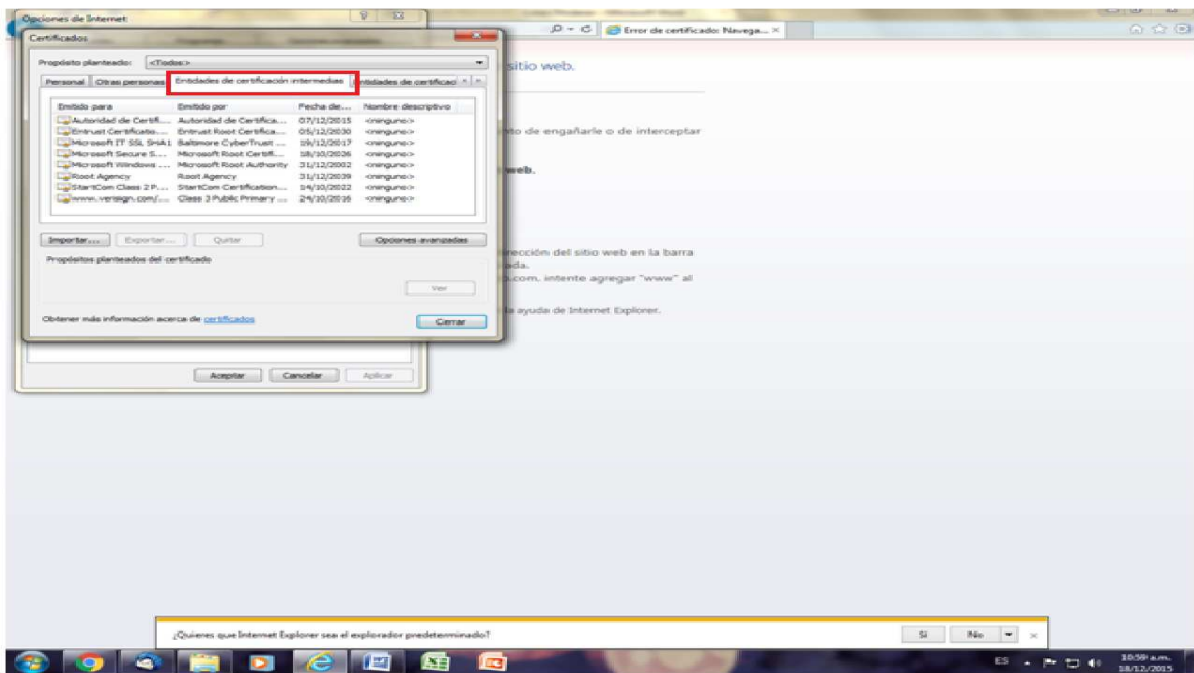 Opciones de Internet
Error de certificado: Navega...
Certificados
Propósito planteado: <Todos>
sitio web.
Personal Otras personas Entidades de certificación intermedias Entidades de certificaci
Emitido para Emitido por Fecha de... Nombre descriptivo
Autoridad de Certifi... Autoridad de Certifica... 07/12/2015 <ninguno>
Entrust Certificatio... Entrust Root Certifica... 05/12/2030 <ninguno>
Microsoft IT SSL SHA1 Baltimore CyberTrust ... 19/12/2017 <ninguno>
Microsoft Secure S... Microsoft Root Certifi... 18/10/2026 <ninguno>
Microsoft Windows ... Microsoft Root Authority 31/12/2002 <ninguno>
Root Agency Root Agency 31/12/2039 <ninguno>
StartCom Class 2 P... StartCom Certification... 14/10/2022 <ninguno>
www.verisign.com/... Class 3 Public Primary ... 24/10/2016 <ninguno>
de engañarle o de interceptar
web.
Importar... Exportar... Quitar Opciones avanzadas
Propósitos planteados del certificado
del sitio web en la barra
.com, intente agregar "www" al
Ver
la ayuda de Internet Explorer.
Obtener más información acerca de certificados
Cerrar
Aceptar Cancelar Aplicar
¿Quieres que Internet Explorer sea el explorador predeterminado?
Sí No
ES
10:59 a.m.
18/12/2015